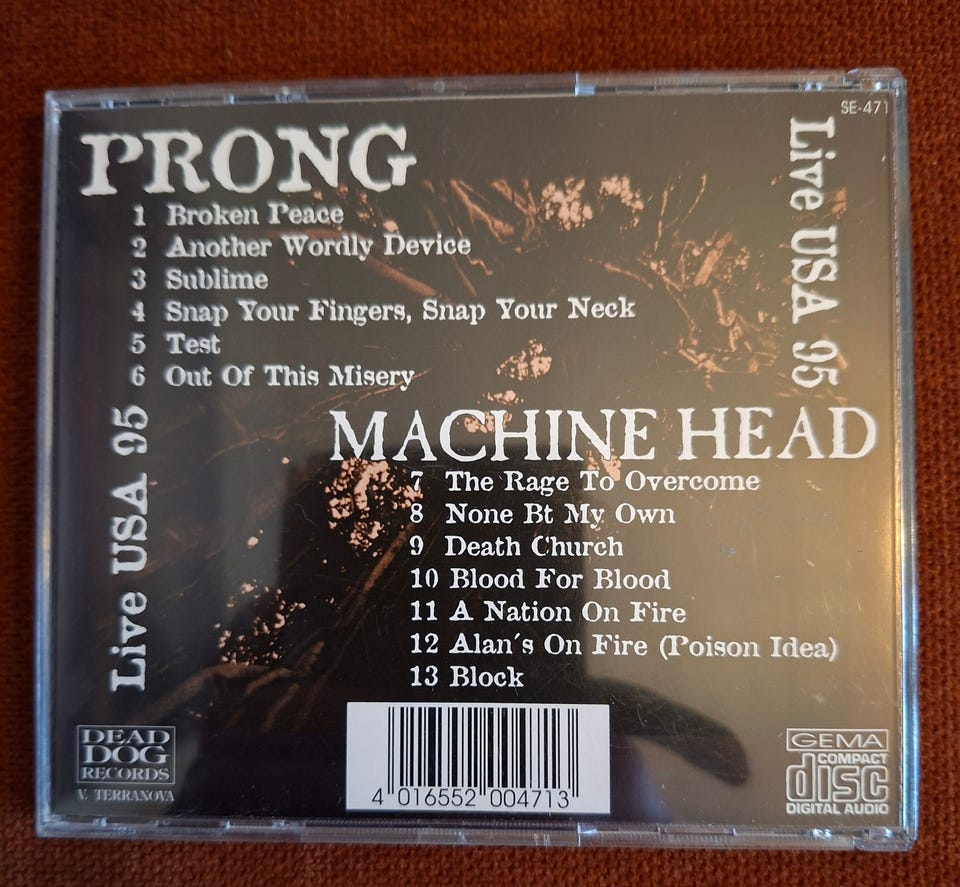 SE-471
PRONG
1 Broken Peace
2 Another Wordly Device
3 Sublime
4 Snap Your Fingers, Snap Your Neck
5 Test
6 Out Of This Misery
Live USA 95
MACHINE HEAD
7 The Rage To Overcome
8 None Bt My Own
9 Death Church
10 Blood For Blood
11 A Nation On Fire
12 Alan´s On Fire (Poison Idea)
13 Block
Live USA 95
DEAD
DOG
RECORDS
V. TERRANOVA
4 016552 004713
GEMA
COMPACT
disc
DIGITAL AUDIO